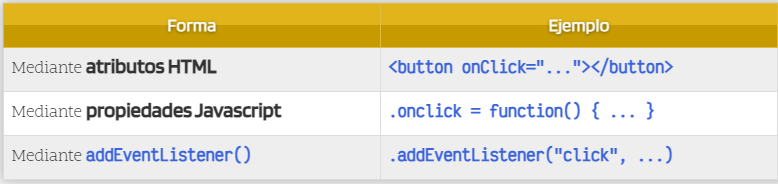 Forma Ejemplo
Mediante atributos HTML <button onClick="..."></button>
Mediante propiedades Javascript .onclick = function() { ... }
Mediante addEventListener() .addEventListener("click", ...)